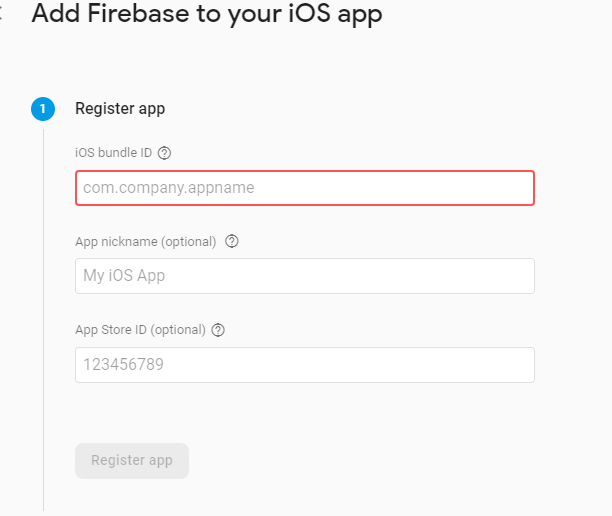 Add Firebase to your iOS app
1 Register app
iOS bundle ID
com.company.appname
App nickname (optional)
My iOS App
App Store ID (optional)
123456789
Register app